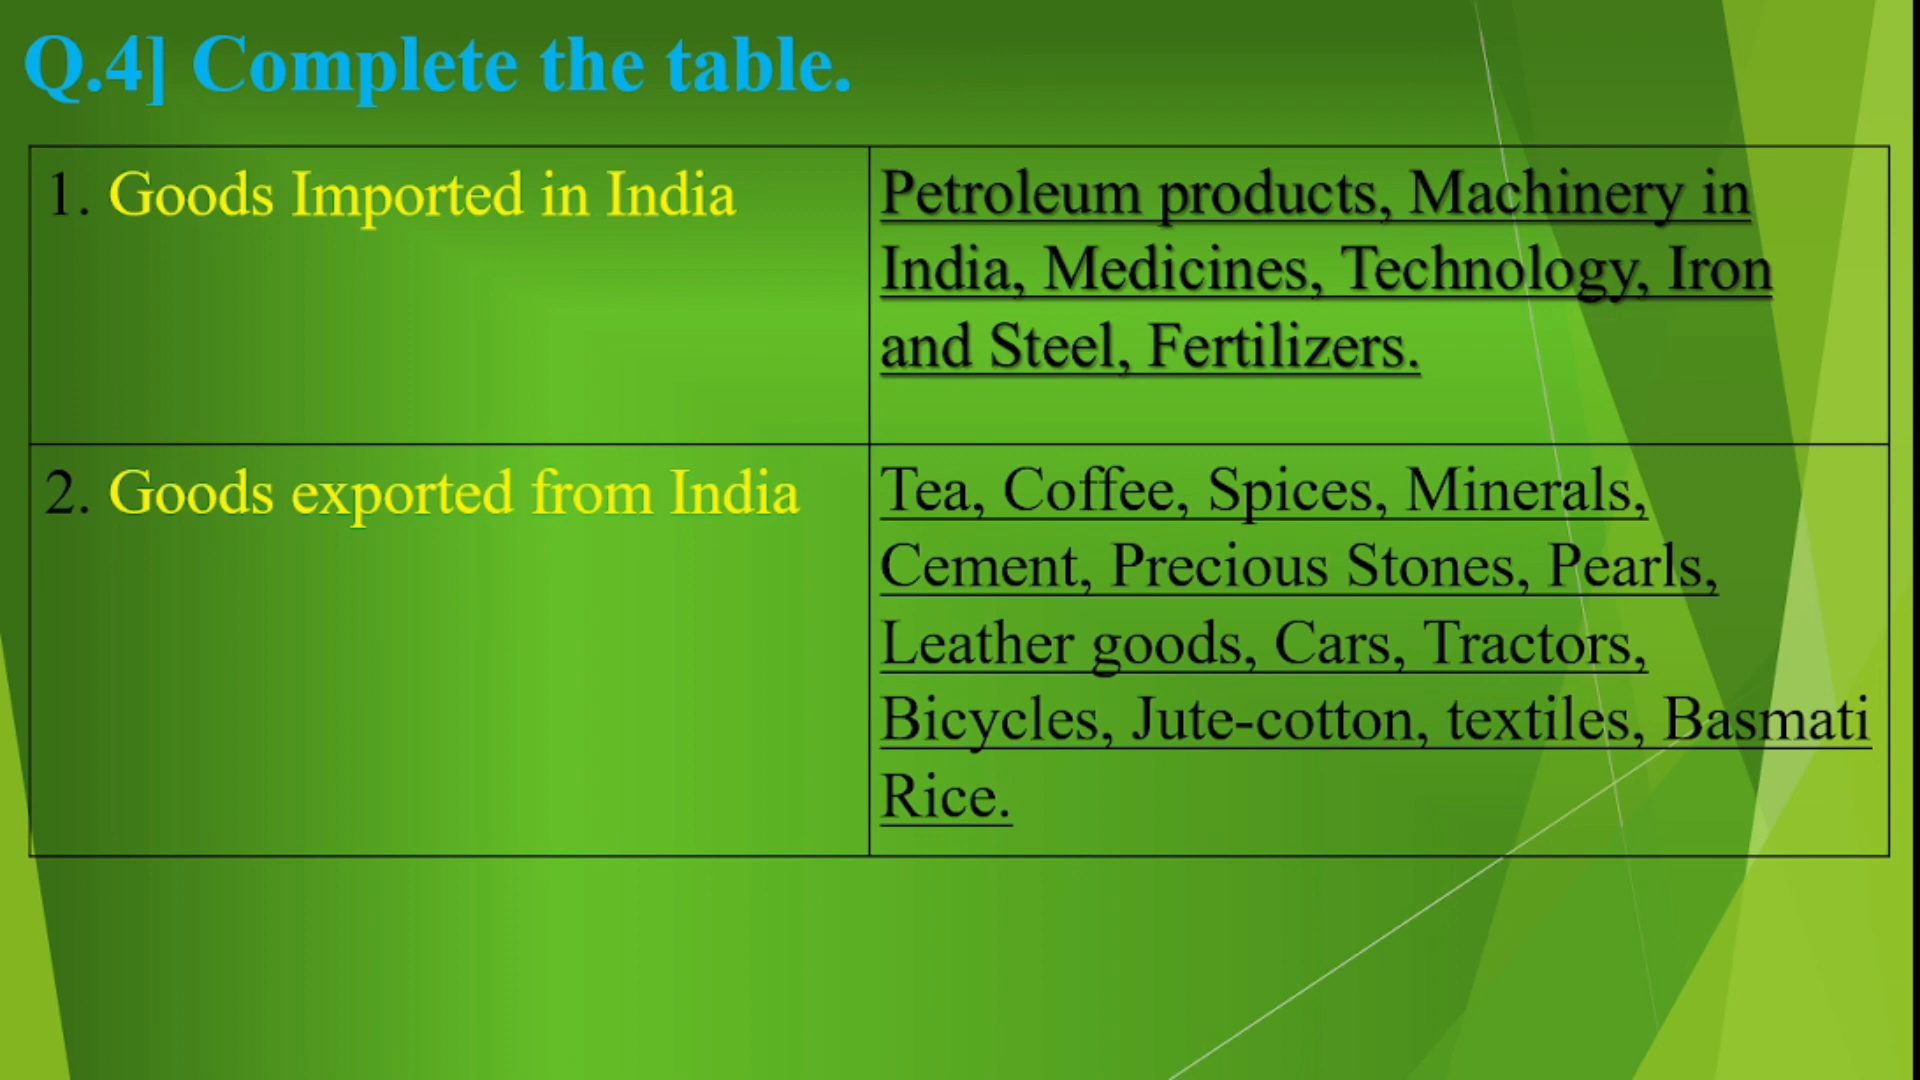 Q.4] Complete the table.
1. Goods Imported in India
Petroleum products, Machinery in
India, Medicines, Technology, Iron
and Steel, Fertilizers.
2. Goods exported from India
Tea, Coffee, Spices, Minerals,
Cement, Precious Stones, Pearls,
Leather goods, Cars, Tractors,
Bicycles, Jute-cotton, textiles, Basmati
Rice.